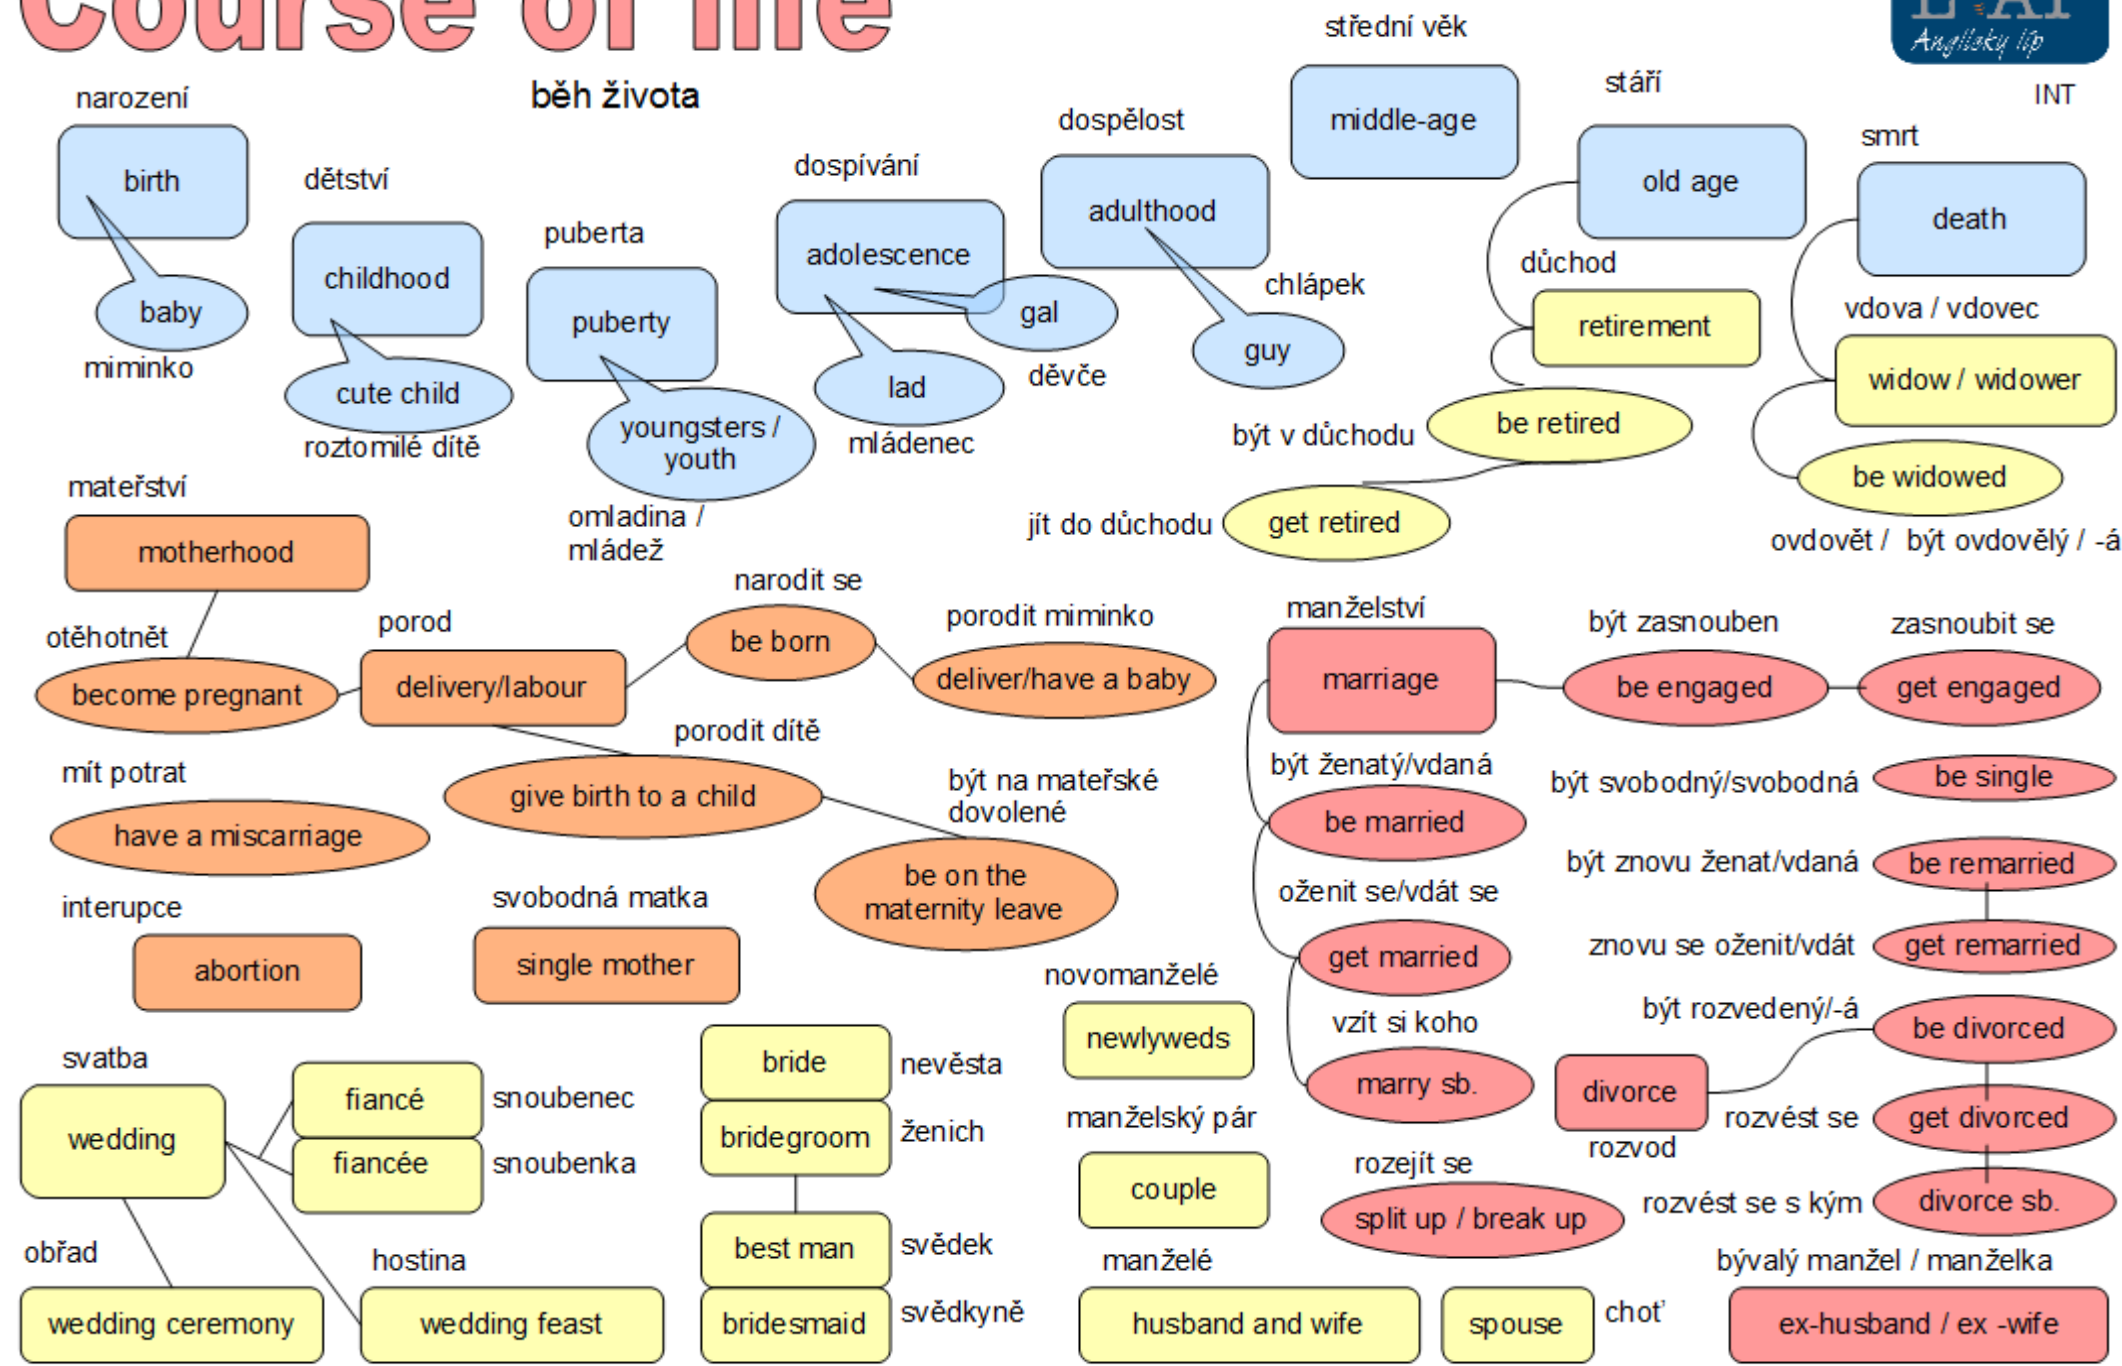 Course of life
běh života
Anglisky líp
INT
narození
birth
baby
miminko
dětství
childhood
cute child
roztomilé dítě
puberta
puberty
youngsters /
youth
omladina /
mládež
dospívání
adolescence
gal
děvče
lad
mládenec
dospělost
adulthood
chlápek
guy
střední věk
middle-age
stáří
old age
důchod
retirement
být v důchodu
be retired
jít do důchodu
get retired
smrt
death
vdova / vdovec
widow / widower
be widowed
ovdovět / být ovdovělý / -á
mateřství
motherhood
otěhotnět
become pregnant
porod
delivery/labour
narodit se
be born
porodit miminko
deliver/have a baby
porodit dítě
give birth to a child
být na mateřské
dovolené
be on the
maternity leave
mít potrat
have a miscarriage
interupce
abortion
svobodná matka
single mother
manželství
marriage
být zasnouben
be engaged
zasnoubit se
get engaged
být ženatý/vdaná
be married
oženit se/vdát se
get married
vzít si koho
marry sb.
být svobodný/svobodná
be single
být znovu ženat/vdaná
be remarried
znovu se oženit/vdát
get remarried
být rozvedený/-á
be divorced
divorce
rozvod
rozvést se
get divorced
rozvést se s kým
divorce sb.
rozejít se
split up / break up
bývalý manžel / manželka
ex-husband / ex -wife
svatba
wedding
fiancé
snoubenec
fiancée
snoubenka
obřad
wedding ceremony
hostina
wedding feast
bride
nevěsta
bridegroom
ženich
best man
svědek
bridesmaid
svědkyně
novomanželé
newlyweds
manželský pár
couple
manželé
husband and wife
spouse
choť